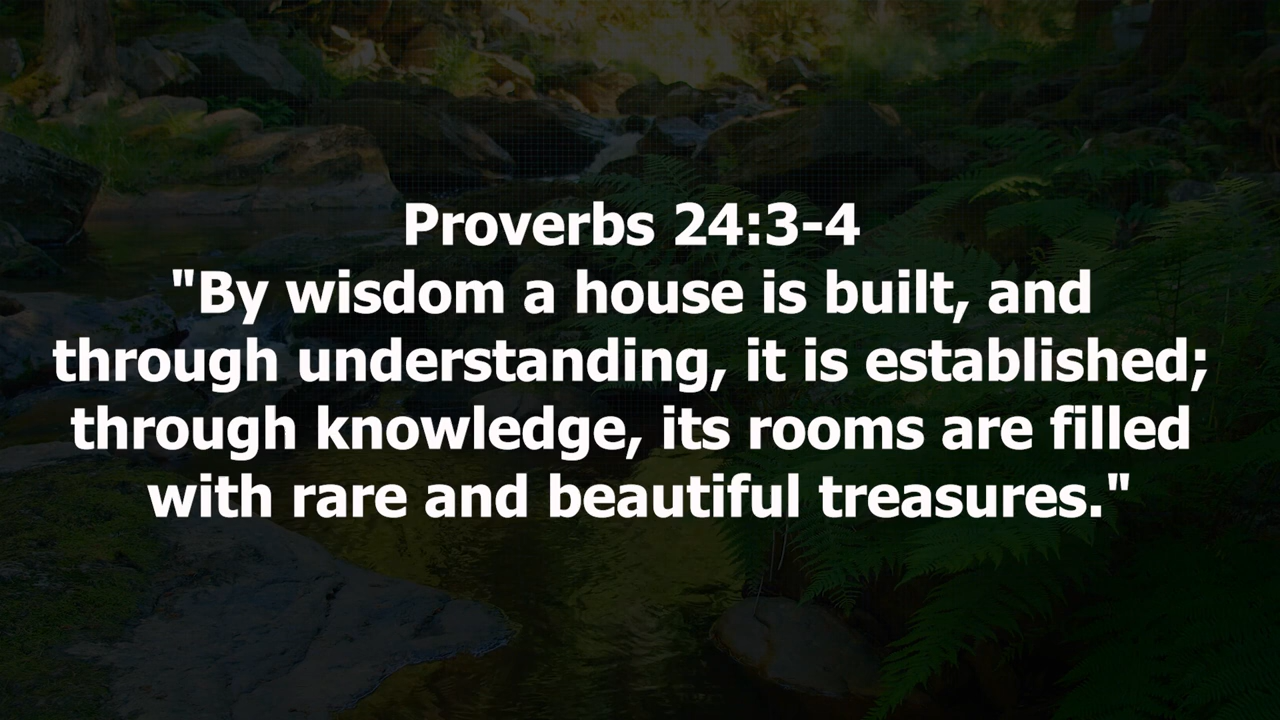 Proverbs 24:3-4
"By wisdom a house is built, and
through understanding, it is established;
through knowledge, its rooms are filled
with rare and beautiful treasures."